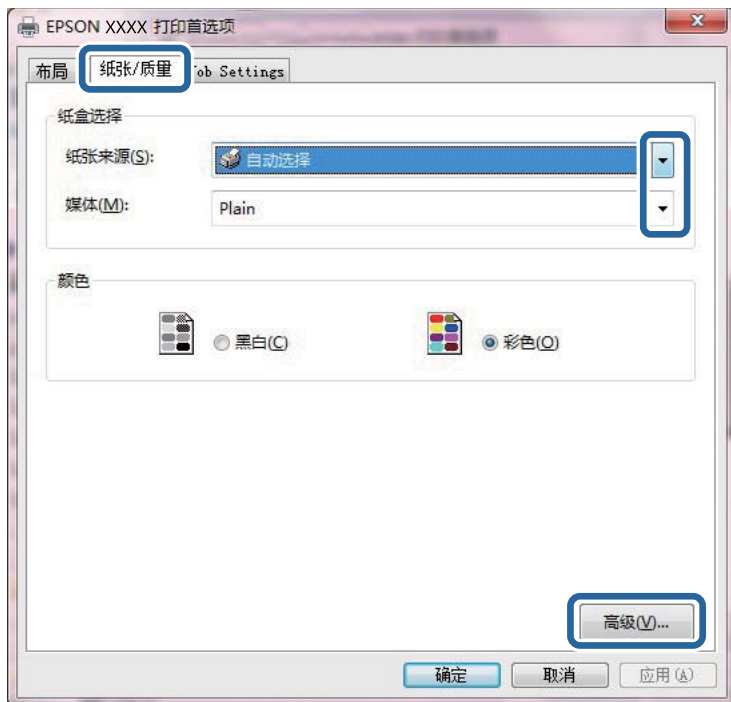 EPSON XXXX 打印首选项
布局 纸张/质量 Job Settings
纸盒选择
纸张来源(S): 自动选择
媒体(M): Plain
颜色
黑白(C) 彩色(O)
高级(V)...
确定 取消 应用(A)